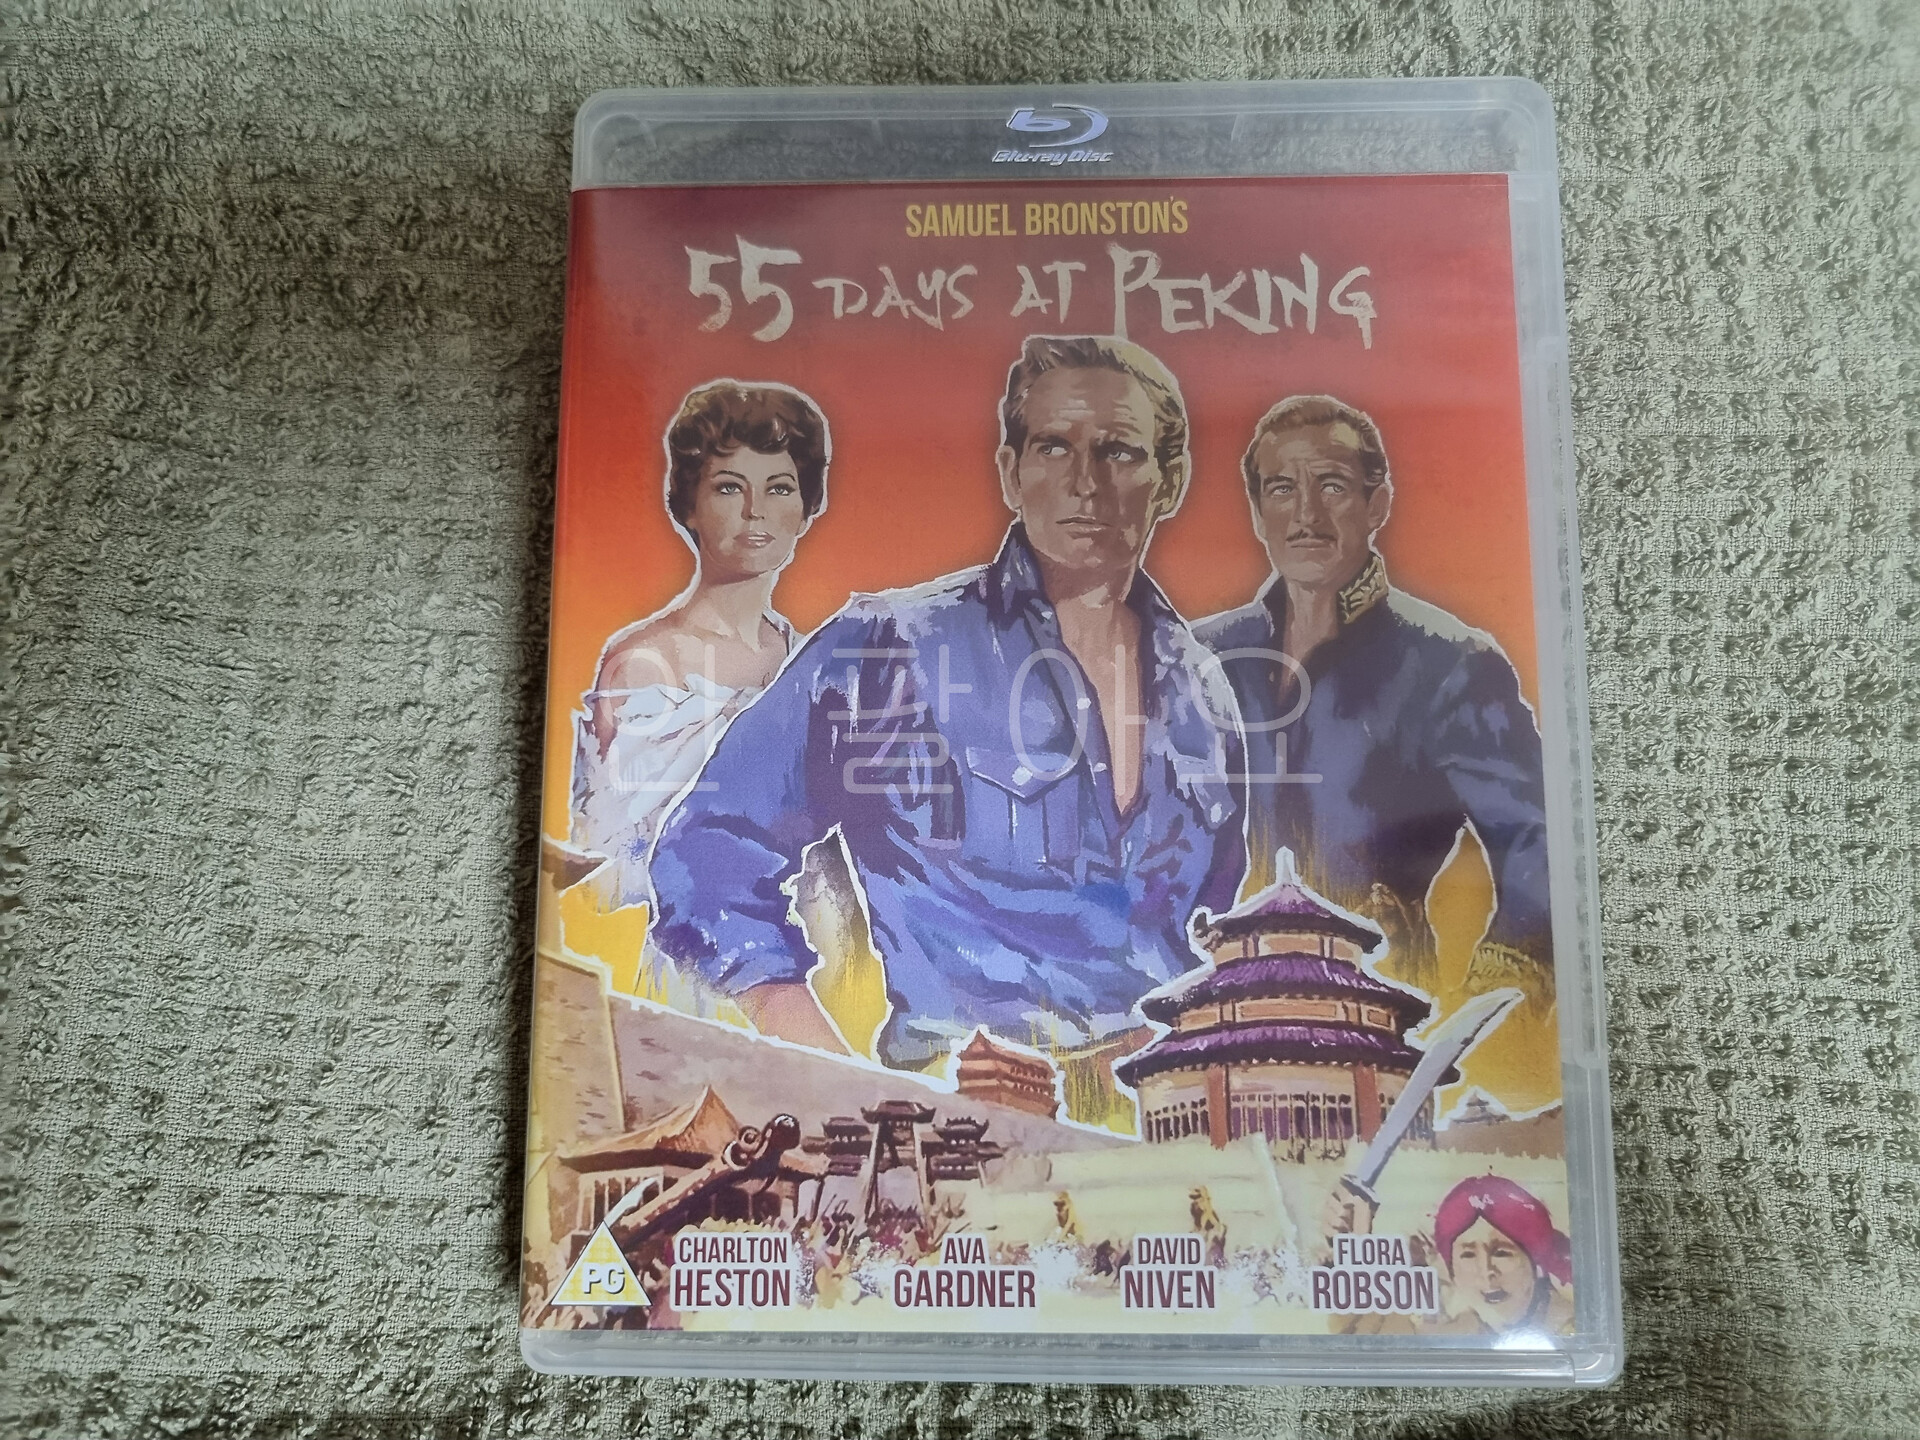 Blu-ray Disc
SAMUEL BRONSTON'S
55 DAYS AT PEKING
안 팔아요
PG
CHARLTON
HESTON
AVA
GARDNER
DAVID
NIVEN
FLORA
ROBSON